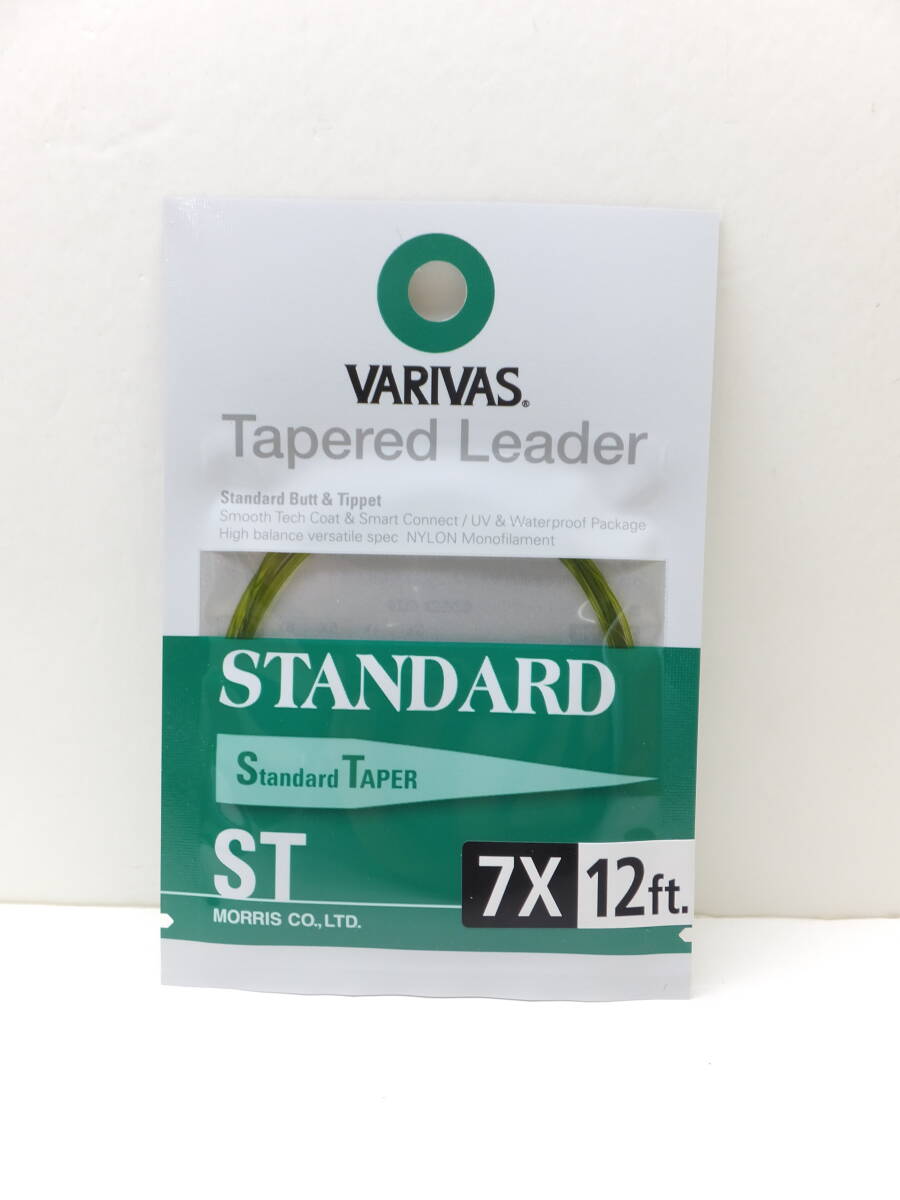 VARIVAS®
Tapered Leader
Standard Butt & Tippet
Smooth Tech Coat & Smart Connect / UV & Waterproof Package
High balance versatile spec NYLON Monofilament
STANDARD
Standard TAPER
ST
7X 12ft.
MORRIS CO.,LTD.